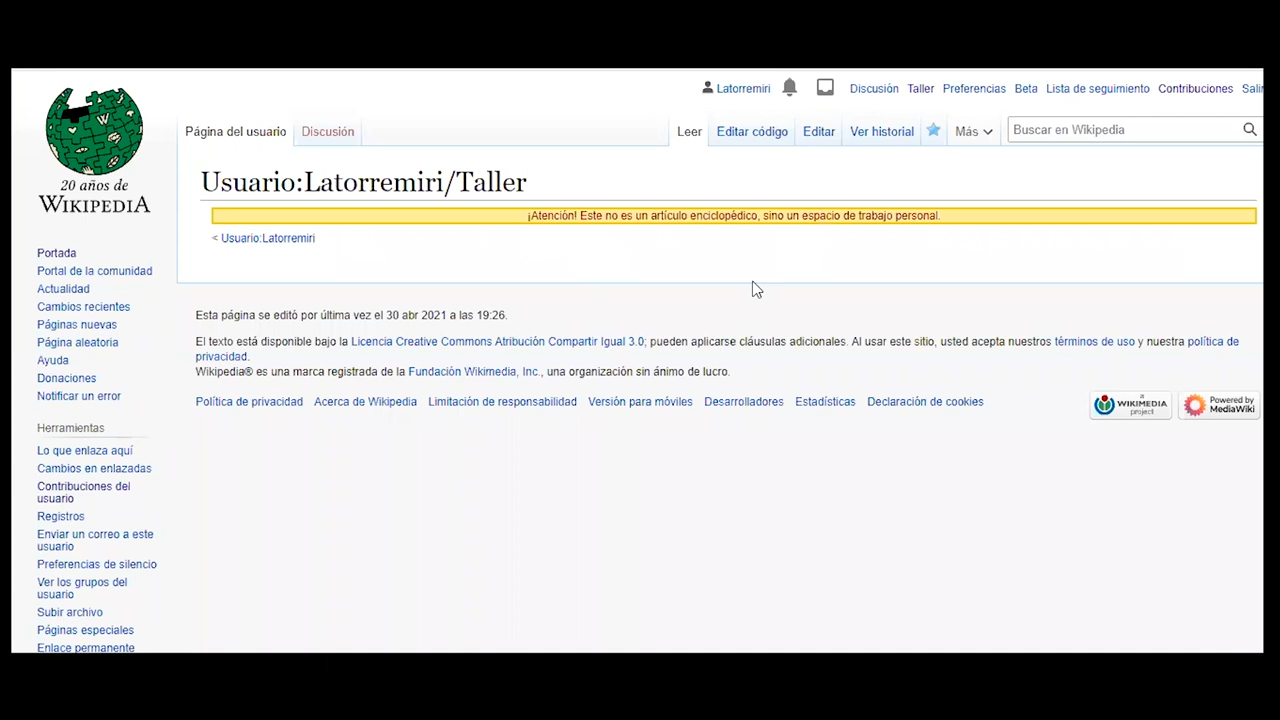 Latorremiri Discusión Taller Preferencias Beta Lista de seguimiento Contribuciones Sali
Página del usuario Discusión Leer Editar código Editar Ver historial Más Buscar en Wikipedia
20 años de
WIKIPEDIA
Usuario:Latorremiri/Taller
¡Atención! Este no es un artículo enciclopédico, sino un espacio de trabajo personal.
< Usuario:Latorremiri
Portada
Portal de la comunidad
Actualidad
Cambios recientes
Páginas nuevas
Página aleatoria
Ayuda
Donaciones
Notificar un error
Herramientas
Lo que enlaza aquí
Cambios en enlazadas
Contribuciones del
usuario
Registros
Enviar un correo a este
usuario
Preferencias de silencio
Ver los grupos del
usuario
Subir archivo
Páginas especiales
Enlace permanente
Esta página se editó por última vez el 30 abr 2021 a las 19:26.
El texto está disponible bajo la Licencia Creative Commons Atribución Compartir Igual 3.0; pueden aplicarse cláusulas adicionales. Al usar este sitio, usted acepta nuestros términos de uso y nuestra política de
privacidad.
Wikipedia® es una marca registrada de la Fundación Wikimedia, Inc., una organización sin ánimo de lucro.
Política de privacidad Acerca de Wikipedia Limitación de responsabilidad Versión para móviles Desarrolladores Estadísticas Declaración de cookies
a
WIKIMEDIA
project
Powered by
MediaWiki